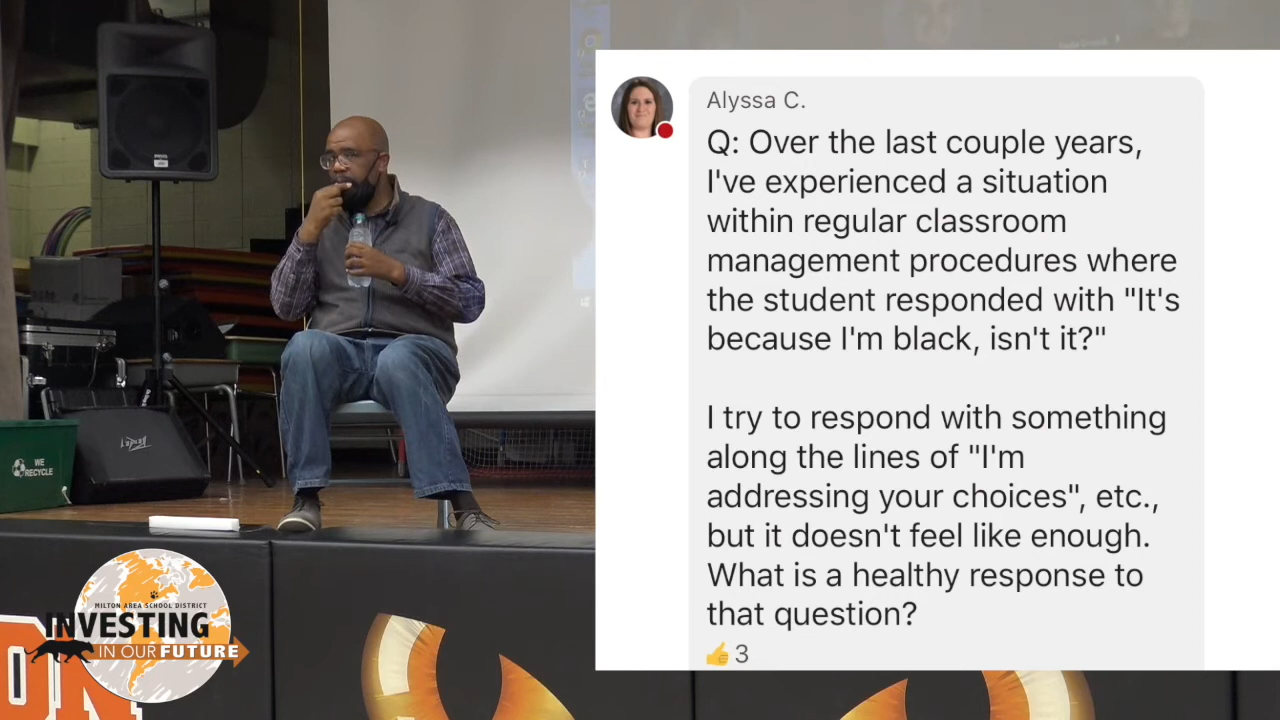 Alyssa C.
Q: Over the last couple years,
I've experienced a situation
within regular classroom
management procedures where
the student responded with "It's
because I'm black, isn't it?"
I try to respond with something
along the lines of "I'm
addressing your choices", etc.,
but it doesn't feel like enough.
What is a healthy response to
that question?
3
WE
RECYCLE
MILTON AREA SCHOOL DISTRICT
INVESTING
IN OUR FUTURE
ON